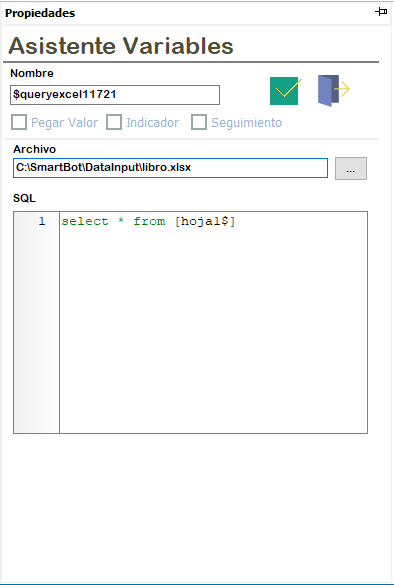 Propiedades
Asistente Variables
Nombre
$queryexcel11721
Pegar Valor Indicador Seguimiento
Archivo
C:\SmartBot\DataInput\libro.xlsx ...
SQL
1 select * from [hoja1$]